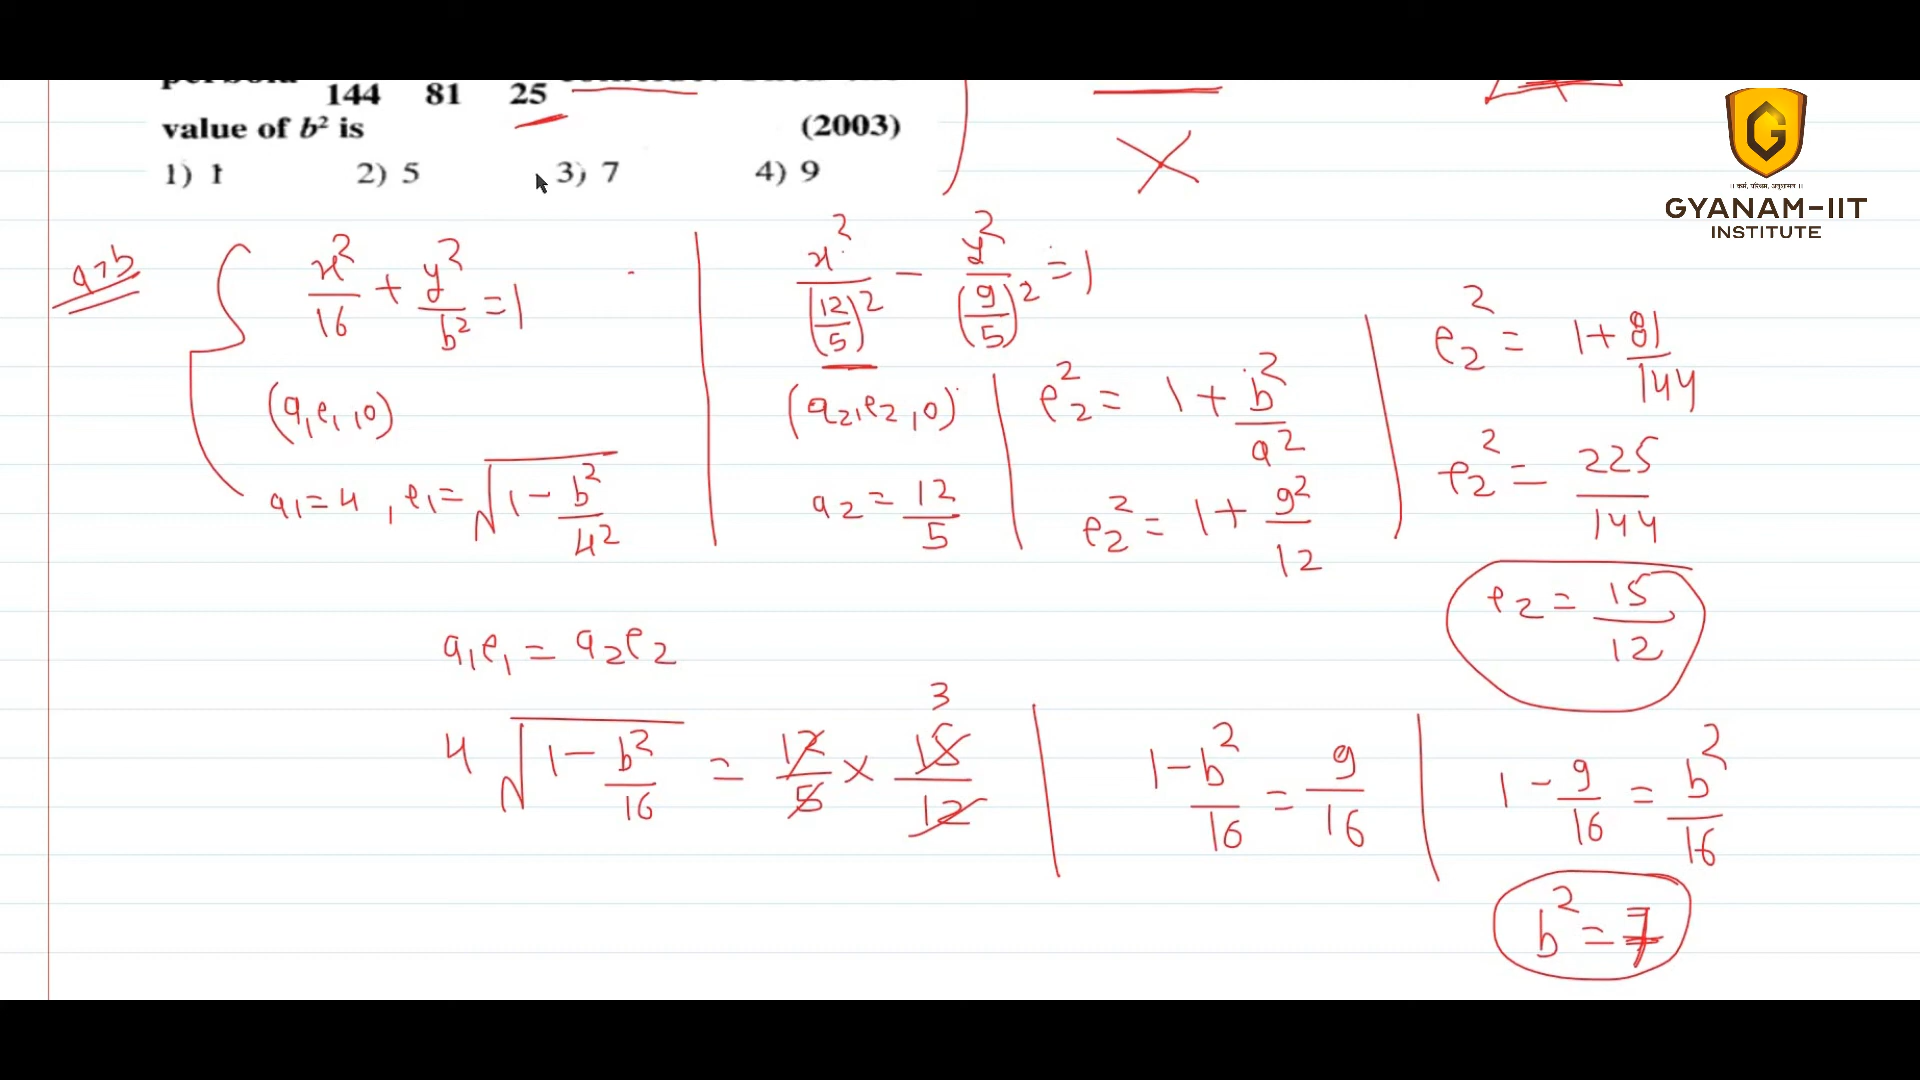 144 81 25
value of b² is (2003)
1) 1 2) 5 3) 7 4) 9
GYANAM-IIT
INSTITUTE
a>b
x²/16 + y²/b² = 1
x²/(12/5)² - y²/(9/5)² = 1
(a₁e₁, 0)
(a₂e₂, 0)
e₂² = 1 + b²/a²
e₂² = 1 + 81/144
a₁ = 4, e₁ = √(1 - b²/4²)
a₂ = 12/5
e₂² = 1 + 9²/12
e₂² = 225/144
e₂ = 15/12
a₁e₁ = a₂e₂
3
4 √(1 - b²/16) = 12/5 × 15/12
1 - b²/16 = 9/16
1 - 9/16 = b²/16
b² = 7